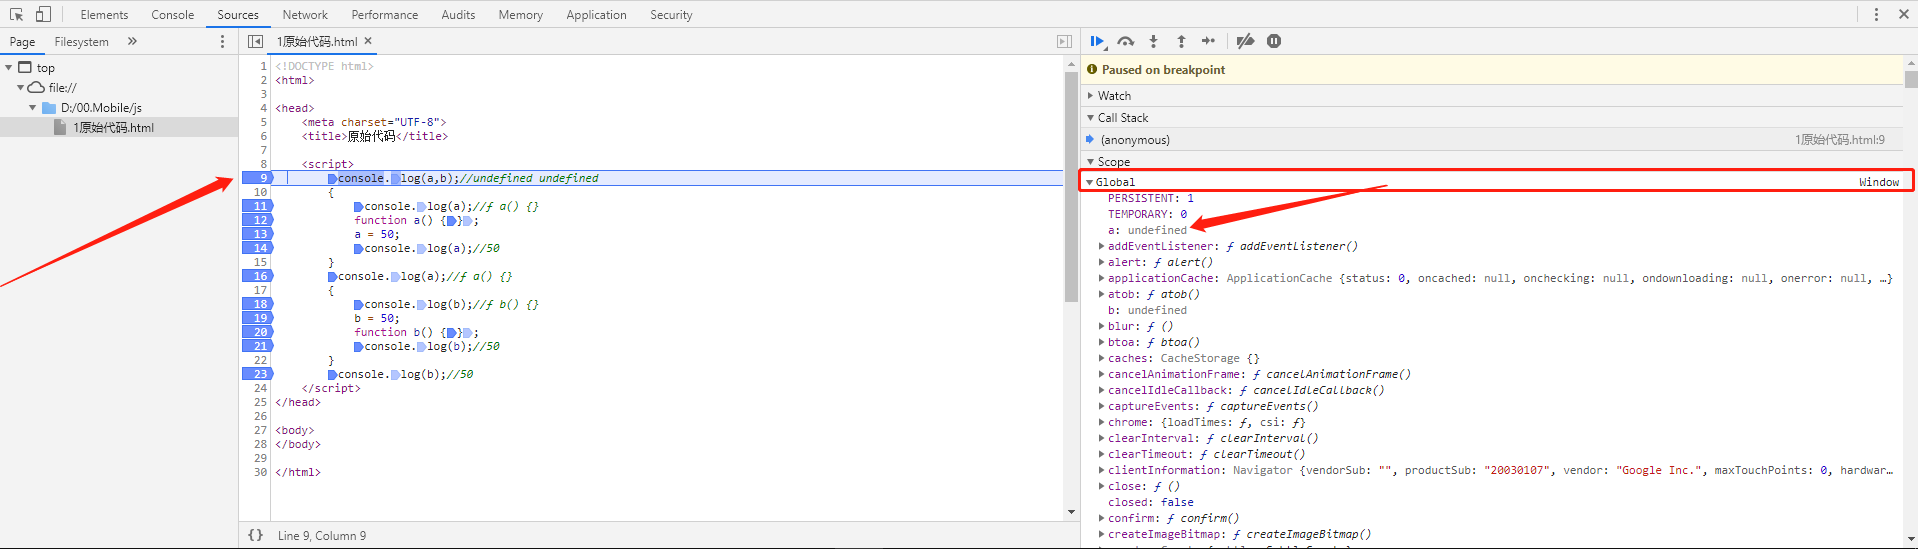 Elements Console Sources Network Performance Audits Memory Application Security
Page Filesystem »
1原始代码.html ×
top
file://
D:/00.Mobile/js
1原始代码.html
1 <!DOCTYPE html>
2 <html>
3
4 <head>
5 <meta charset="UTF-8">
6 <title>原始代码</title>
7
8 <script>
9 console.log(a,b);//undefined undefined
10 {
11 console.log(a);//ƒ a() {}
12 function a() {};
13 a = 50;
14 console.log(a);//50
15 }
16 console.log(a);//ƒ a() {}
17 {
18 console.log(b);//ƒ b() {}
19 b = 50;
20 function b() {};
21 console.log(b);//50
22 }
23 console.log(b);//50
24 </script>
25 </head>
26
27 <body>
28 </body>
29
30 </html>
{} Line 9, Column 9
Paused on breakpoint
Watch
Call Stack
(anonymous) 1原始代码.html:9
Scope
Global Window
PERSISTENT: 1
TEMPORARY: 0
a: undefined
addEventListener: ƒ addEventListener()
alert: ƒ alert()
applicationCache: ApplicationCache {status: 0, oncached: null, onchecking: null, ondownloading: null, onerror: null, …}
atob: ƒ atob()
b: undefined
blur: ƒ ()
btoa: ƒ btoa()
caches: CacheStorage {}
cancelAnimationFrame: ƒ cancelAnimationFrame()
cancelIdleCallback: ƒ cancelIdleCallback()
captureEvents: ƒ captureEvents()
chrome: {loadTimes: ƒ, csi: ƒ}
clearInterval: ƒ clearInterval()
clearTimeout: ƒ clearTimeout()
clientInformation: Navigator {vendorSub: "", productSub: "20030107", vendor: "Google Inc.", maxTouchPoints: 0, hardwar…
close: ƒ ()
closed: false
confirm: ƒ confirm()
createImageBitmap: ƒ createImageBitmap()